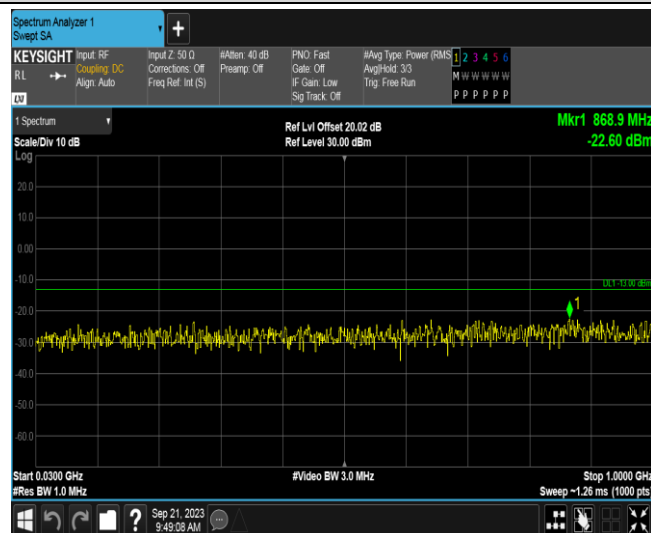 Spectrum Analyzer 1
Swept SA
+
KEYSIGHT
RL
Input: RF
Coupling: DC
Align: Auto
Input Z: 50 Ω
Corrections: Off
Freq Ref: Int (S)
#Atten: 40 dB
Preamp: Off
PNO: Fast
Gate: Off
IF Gain: Low
Sig Track: Off
#Avg Type: Power (RMS
Avg|Hold: 3/3
Trig: Free Run
1 2 3 4 5 6
M W W W W W
P P P P P P
1 Spectrum
Scale/Div 10 dB
Log
Ref Lvl Offset 20.02 dB
Ref Level 30.00 dBm
Mkr1 868.9 MHz
-22.60 dBm
20.0
10.0
0.00
-10.0
DL1 -13.00 dBm
-20.0
1
-30.0
-40.0
-50.0
-60.0
Start 0.0300 GHz
#Res BW 1.0 MHz
#Video BW 3.0 MHz
Stop 1.0000 GHz
Sweep ~1.26 ms (1000 pts)
?
Sep 21, 2023
9:49:08 AM